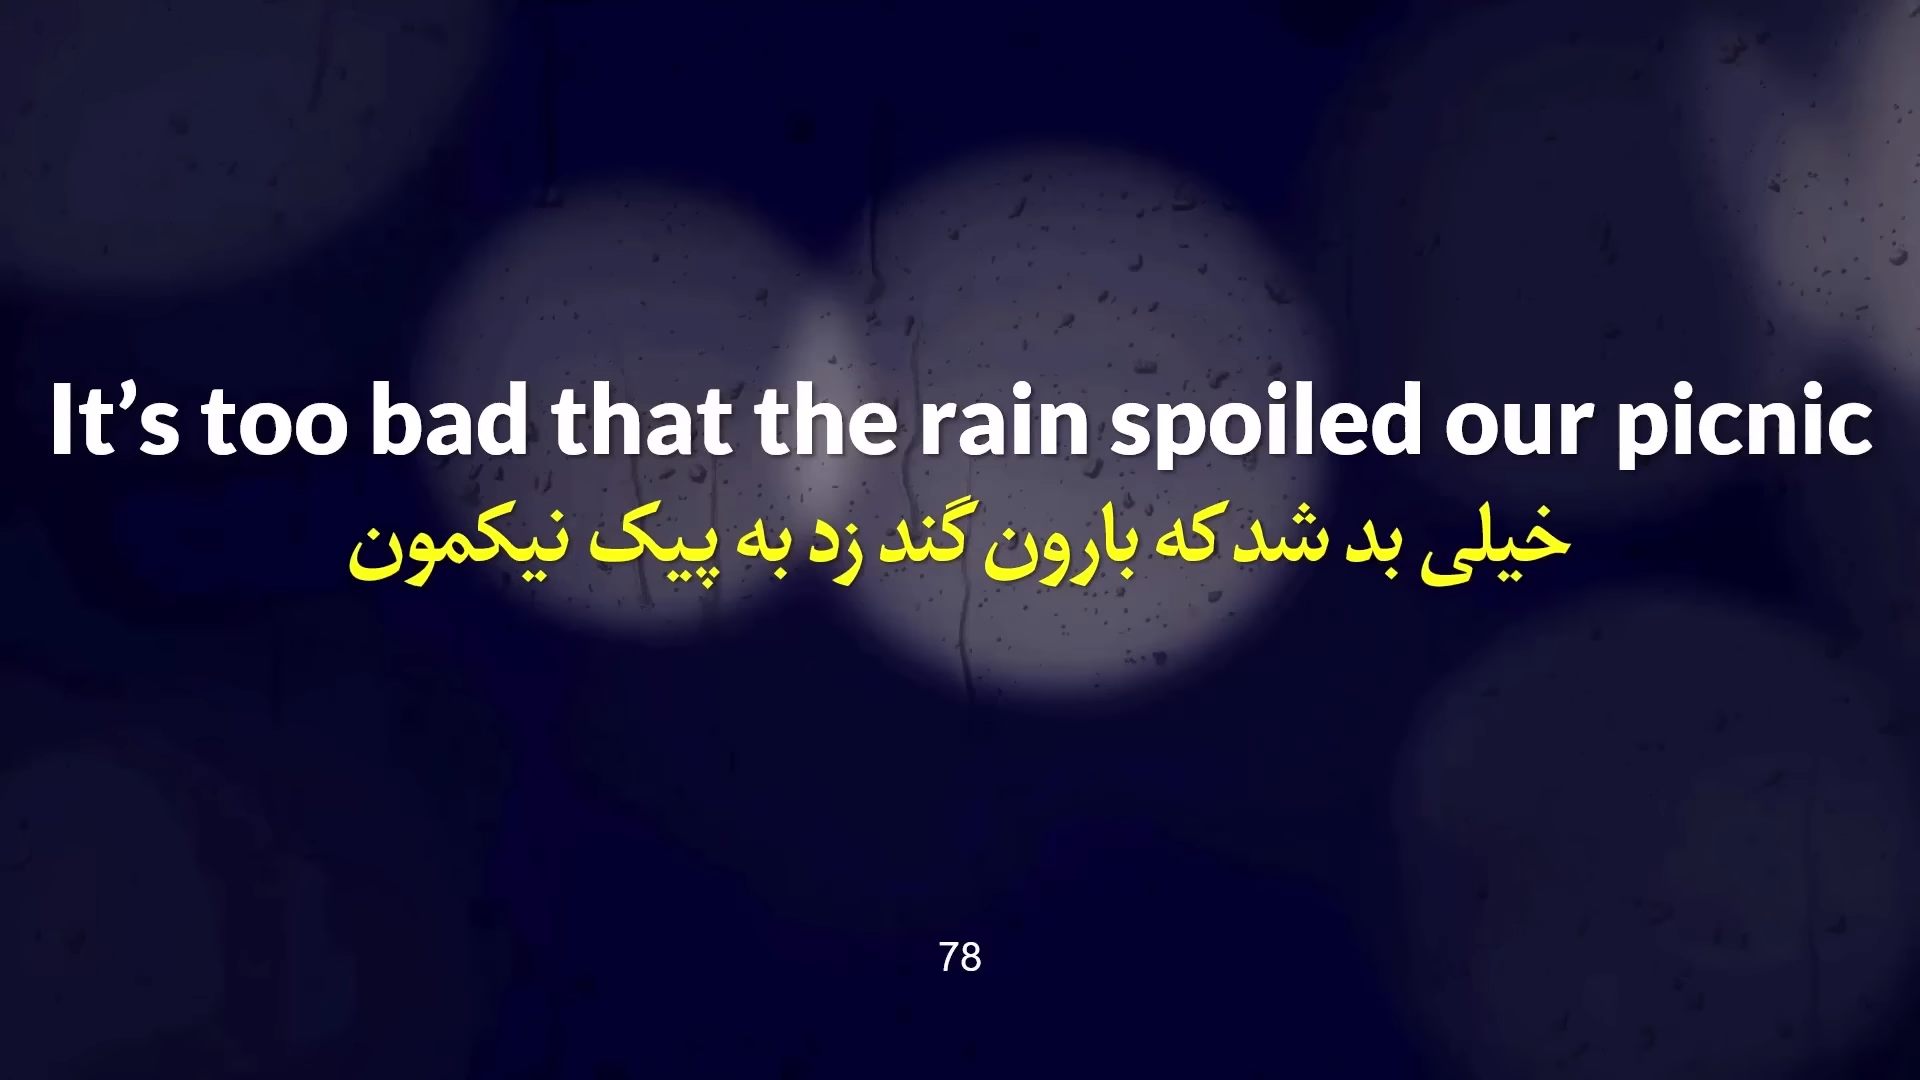 It’s too bad that the rain spoiled our picnic
خیلی بد شد که بارون گند زد به پیک نیکمون
78